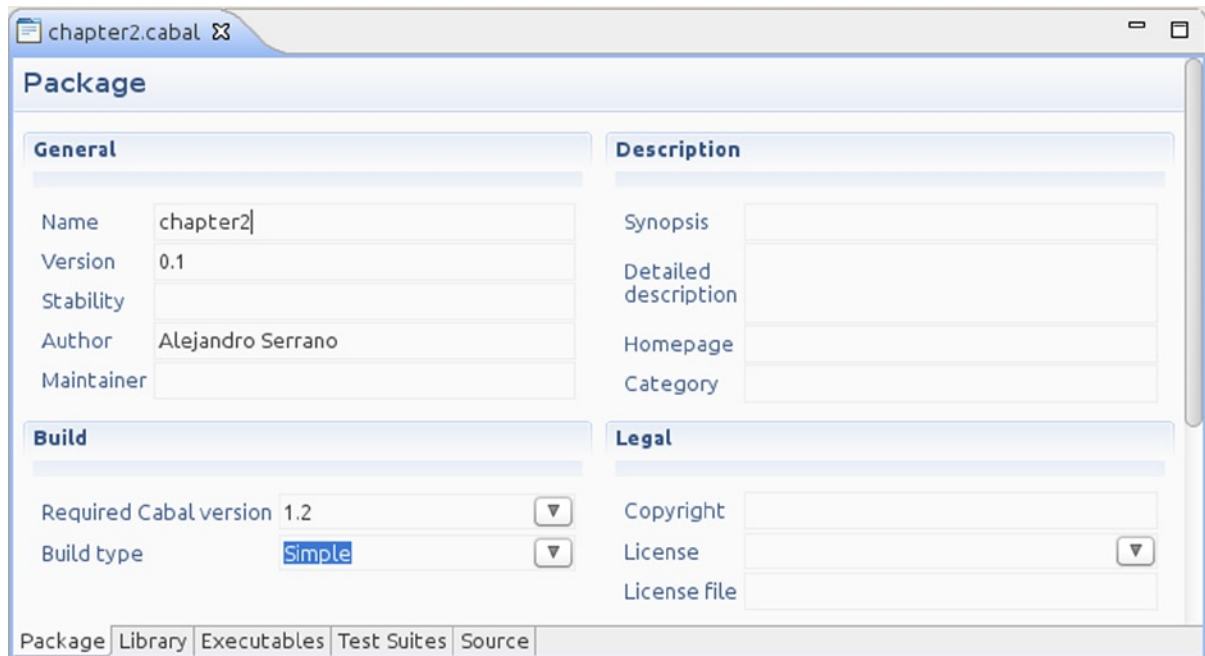 chapter2.cabal
Package
General
Name chapter2
Version 0.1
Stability
Author Alejandro Serrano
Maintainer
Description
Synopsis
Detailed
description
Homepage
Category
Build
Required Cabal version 1.2
Build type Simple
Legal
Copyright
License
License file
Package Library Executables Test Suites Source